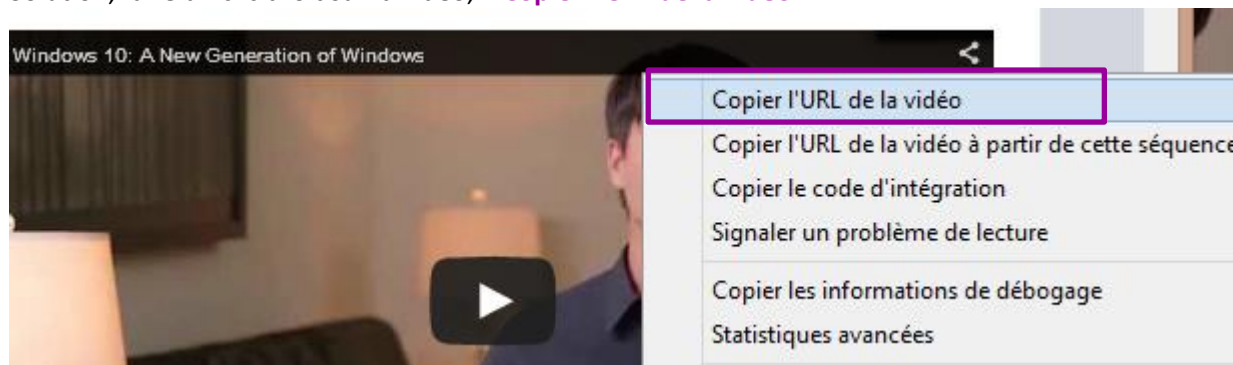 Windows 10: A New Generation of Windows
Copier l'URL de la vidéo
Copier l'URL de la vidéo à partir de cette séquence
Copier le code d'intégration
Signaler un problème de lecture
Copier les informations de débogage
Statistiques avancées